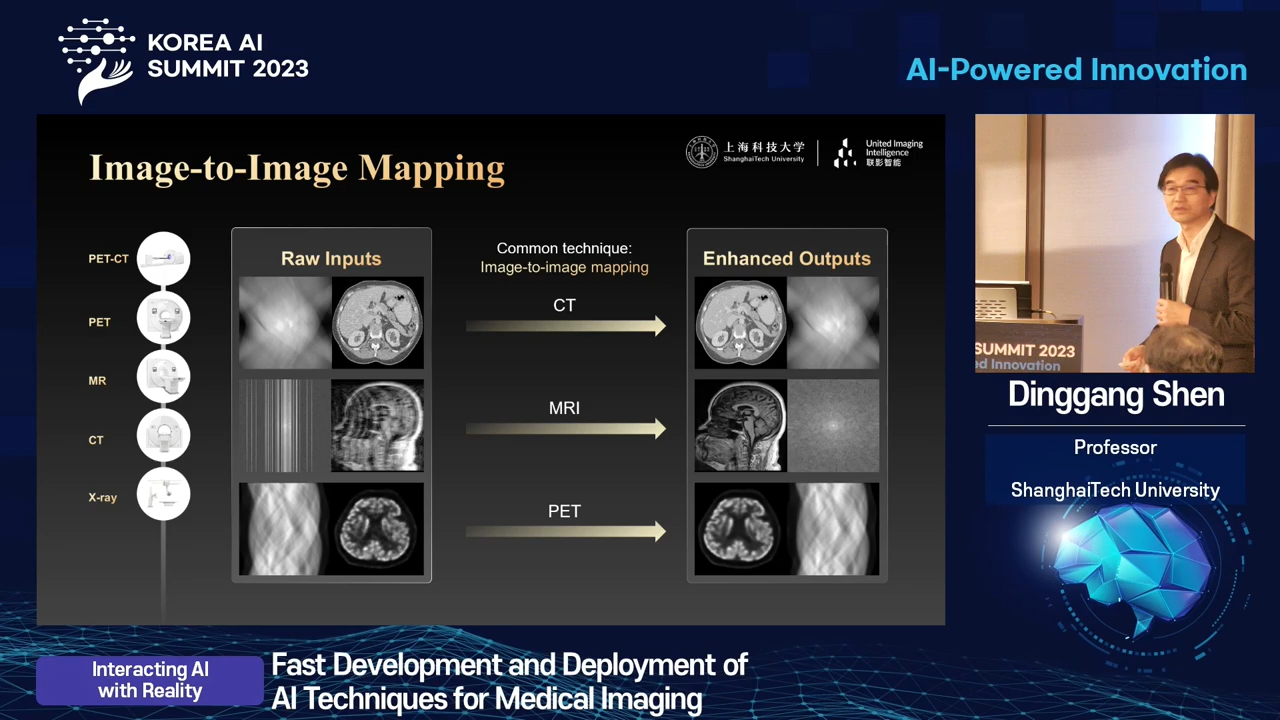 KOREA AI
SUMMIT 2023
AI-Powered Innovation
Image-to-Image Mapping
上海科技大学
ShanghaiTech University
United Imaging
Intelligence
联影智能
PET-CT
PET
MR
CT
X-ray
Raw Inputs
Common technique:
Image-to-image mapping
CT
MRI
PET
Enhanced Outputs
SUMMIT 2023
ed Innovation
Dinggang Shen
Professor
ShanghaiTech University
Interacting AI
with Reality
Fast Development and Deployment of
AI Techniques for Medical Imaging